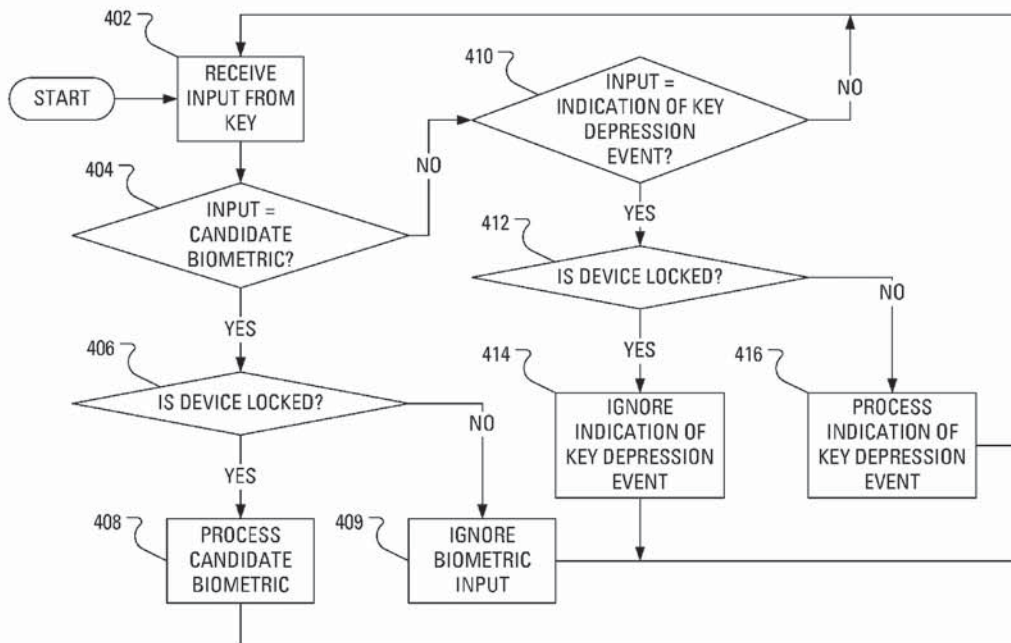 402
START
RECEIVE
INPUT FROM
KEY
404
INPUT =
CANDIDATE
BIOMETRIC?
NO
YES
406
IS DEVICE LOCKED?
NO
YES
408
PROCESS
CANDIDATE
BIOMETRIC
409
IGNORE
BIOMETRIC
INPUT
410
INPUT =
INDICATION OF KEY
DEPRESSION
EVENT?
NO
YES
412
IS DEVICE LOCKED?
NO
YES
414
IGNORE
INDICATION OF
KEY DEPRESSION
EVENT
416
PROCESS
INDICATION OF
KEY DEPRESSION
EVENT